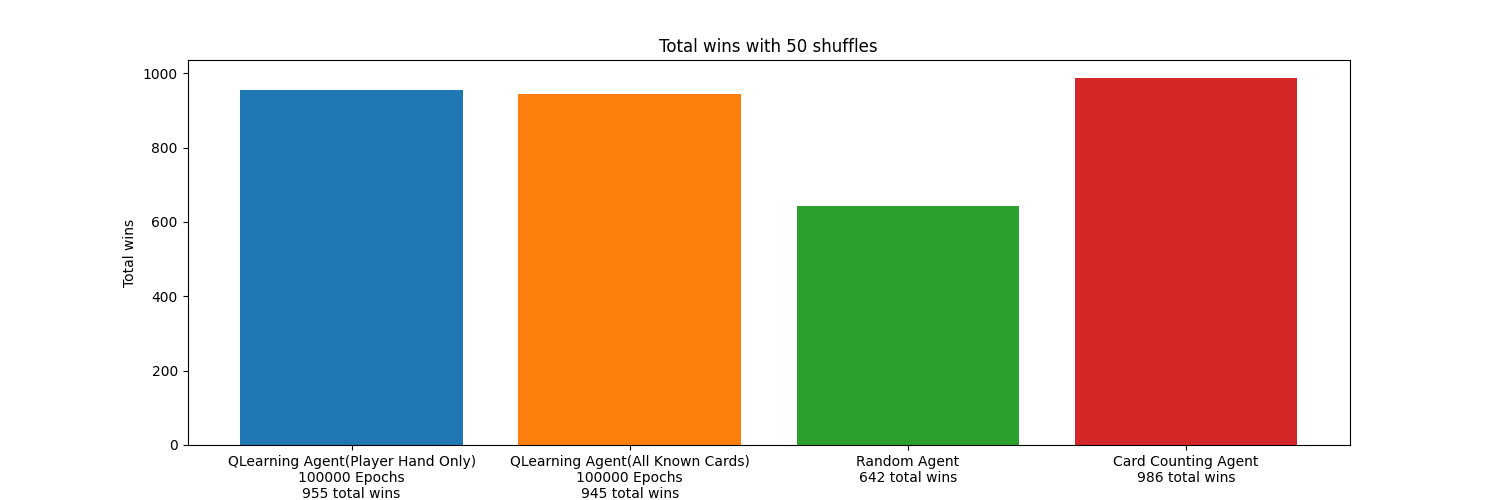 Total wins with 50 shuffles
Total wins
1000
800
600
400
200
0
QLearning Agent(Player Hand Only)
100000 Epochs
955 total wins
QLearning Agent(All Known Cards)
100000 Epochs
945 total wins
Random Agent
642 total wins
Card Counting Agent
986 total wins